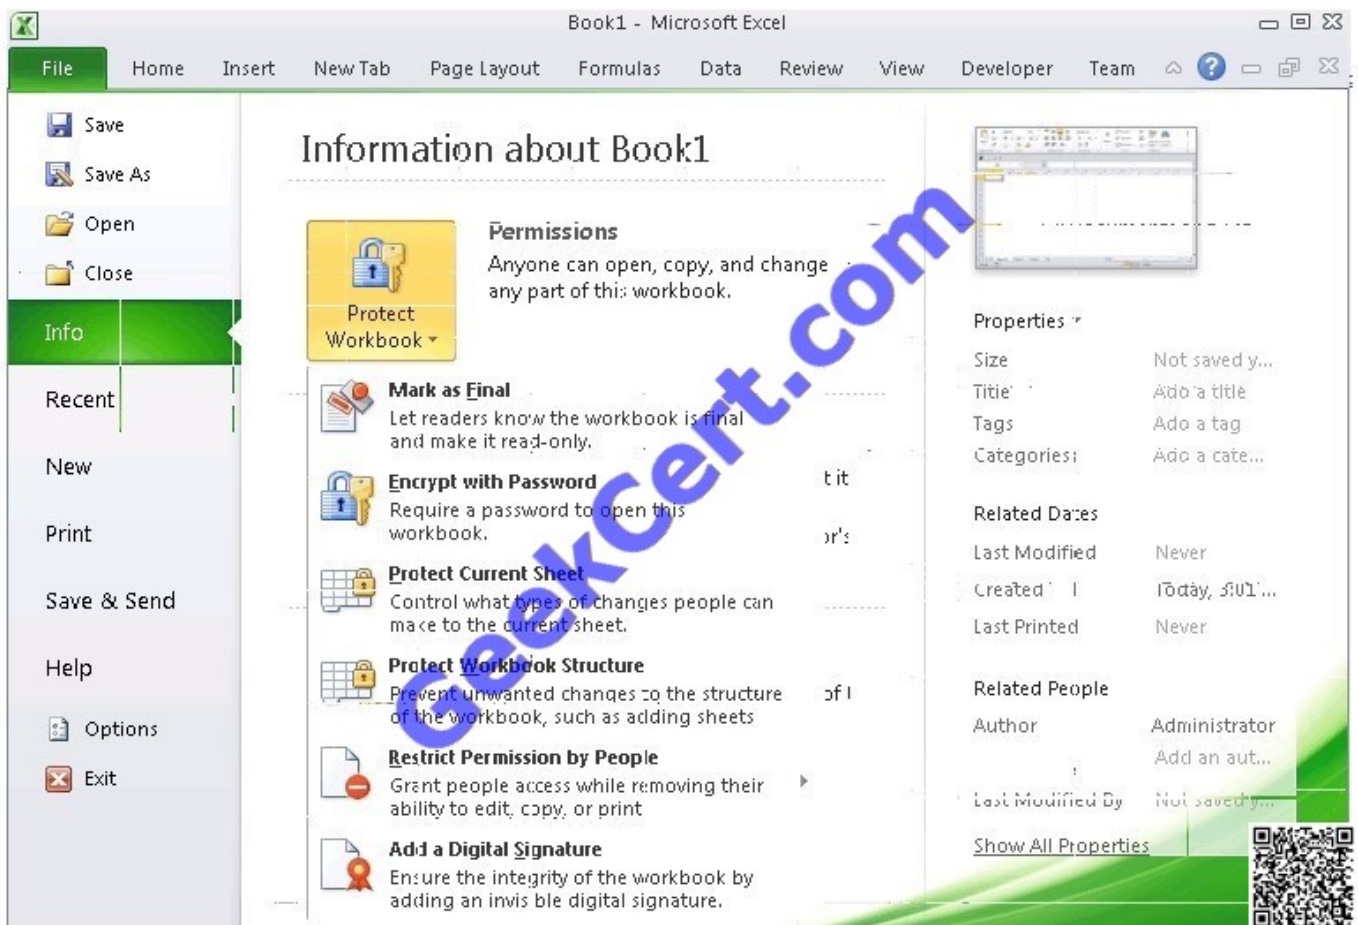 Book1 - Microsoft Excel
File Home Insert New Tab Page Layout Formulas Data Review View Developer Team
Save
Save As
Open
Close
Info
Recent
New
Print
Save & Send
Help
Options
Exit
Information about Book1
Protect
Workbook
Permissions
Anyone can open, copy, and change
any part of this workbook.
Mark as Final
Let readers know the workbook is final
and make it read-only.
Encrypt with Password
Require a password to open this
workbook.
Protect Current Sheet
Control what types of changes people can
make to the current sheet.
Protect Workbook Structure
Prevent unwanted changes to the structure
of the workbook, such as adding sheets
Restrict Permission by People
Grant people access while removing their
ability to edit, copy, or print
Add a Digital Signature
Ensure the integrity of the workbook by
adding an invisible digital signature.
t it
or's
of
Properties
Size Not saved y...
Title Add a title
Tags Add a tag
Categories Add a cate...
Related Dates
Last Modified Never
Created Today, 3:01...
Last Printed Never
Related People
Author Administrator
Add an aut...
Last Modified By Not saved y...
Show All Properties
GeekCert.com